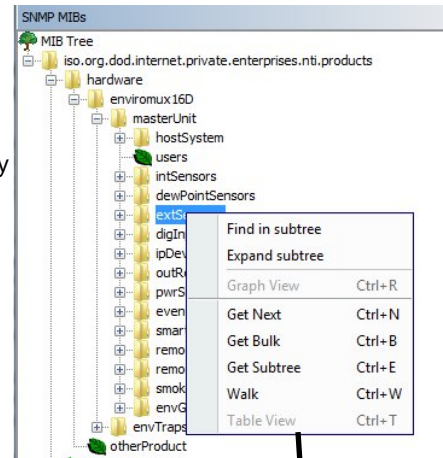 SNMP MIBs
MIB Tree
iso.org.dod.internet.private.enterprises.nti.products
hardware
enviromux16D
masterUnit
hostSystem
users
intSensors
dewPointSensors
extSe
digIn
ipDev
outRe
pwrS
even
smar
remo
remo
smok
envG
envTraps
otherProduct
Find in subtree
Expand subtree
Graph View Ctrl+R
Get Next Ctrl+N
Get Bulk Ctrl+B
Get Subtree Ctrl+E
Walk Ctrl+W
Table View Ctrl+T
y